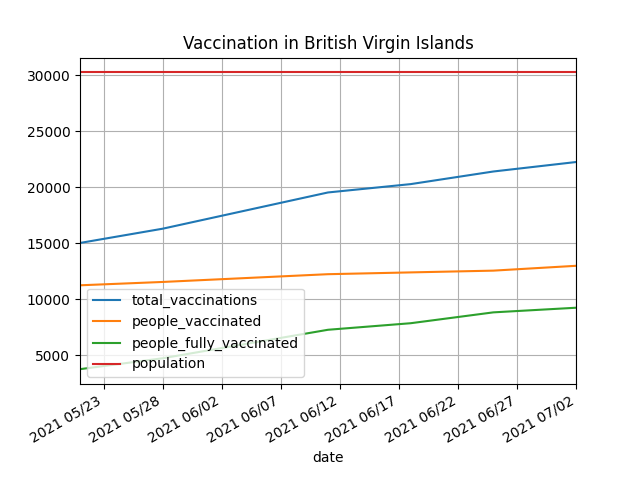 Vaccination in British Virgin Islands
30000
25000
20000
15000
10000
5000
total_vaccinations
people_vaccinated
people_fully_vaccinated
population
2021 05/23
2021 05/28
2021 06/02
2021 06/07
2021 06/12
2021 06/17
2021 06/22
2021 06/27
2021 07/02
date